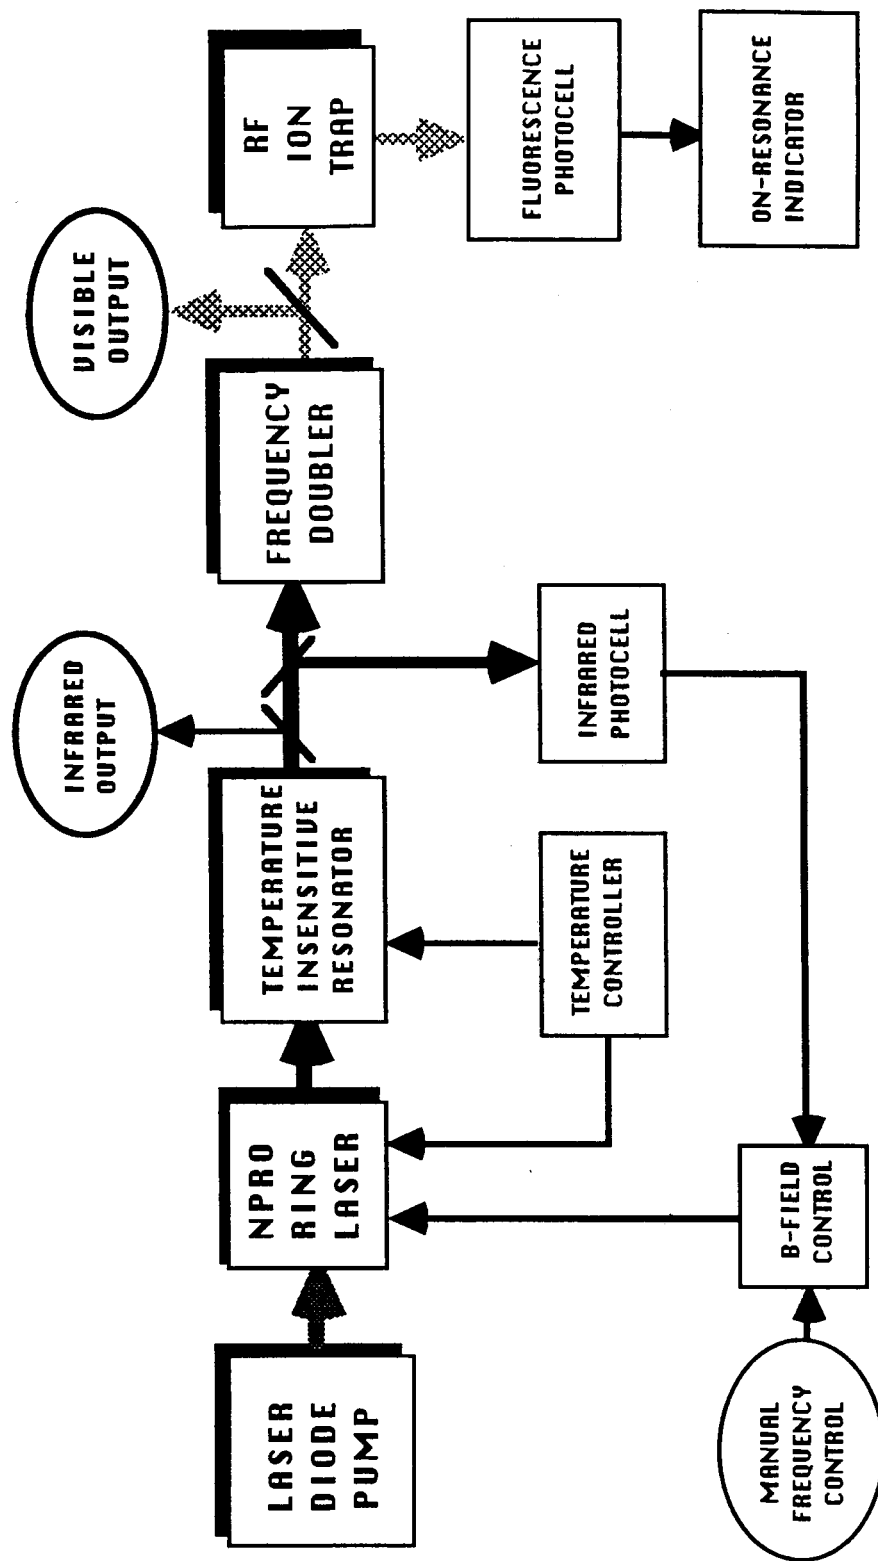 INFRARED
OUTPUT
VISIBLE
OUTPUT
LASER
DIODE
PUMP
NPRO
RING
LASER
TEMPERATURE
INSENSITIVE
RESONATOR
FREQUENCY
DOUBLER
RF
ION
TRAP
TEMPERATURE
CONTROLLER
INFRARED
PHOTOCELL
FLUORESCENCE
PHOTOCELL
MANUAL
FREQUENCY
CONTROL
B-FIELD
CONTROL
ON-RESONANCE
INDICATOR